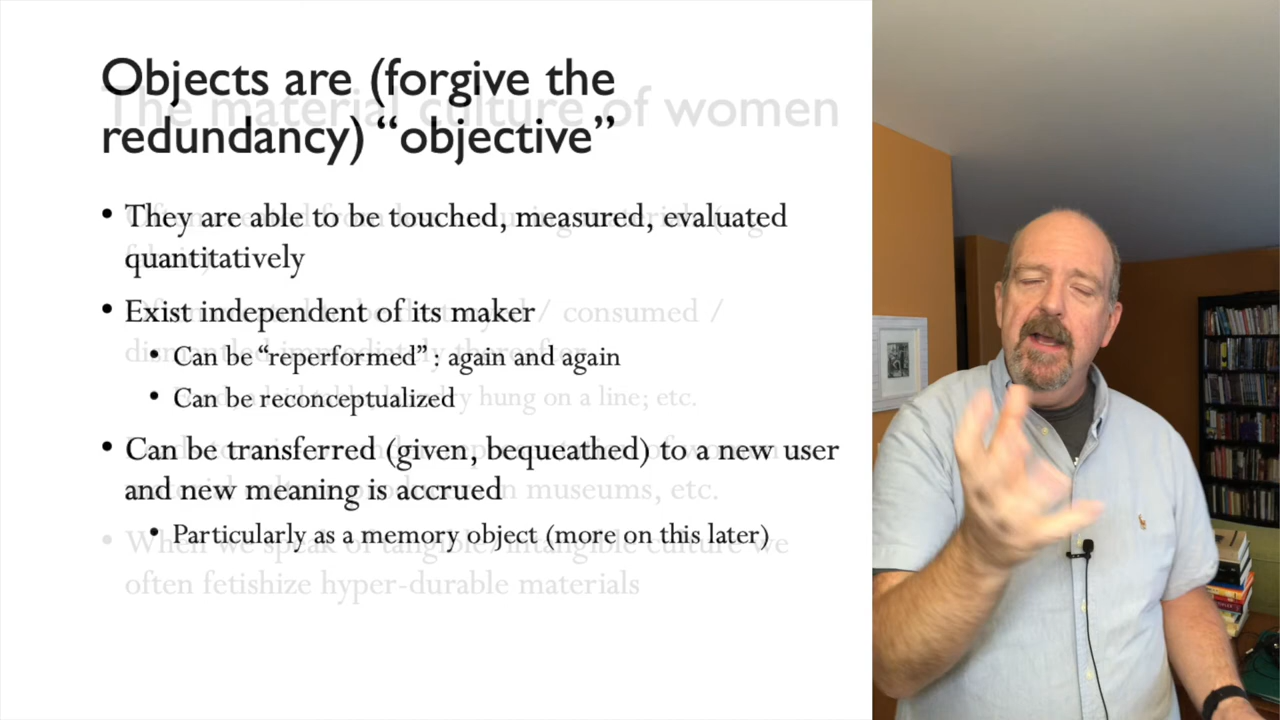 Objects are (forgive the
redundancy) “objective”
The material culture of women
• They are able to be touched, measured, evaluated
quantitatively
• Exist independent of its maker
/ consumed /
• Can be “reperformed” : again and again
• Can be reconceptualized
hung on a line; etc.
• Can be transferred (given, bequeathed) to a new user
and new meaning is accrued
museums, etc.
• Particularly as a memory object (more on this later)
• When we speak of tangible/ intangible culture we
often fetishize hyper-durable materials